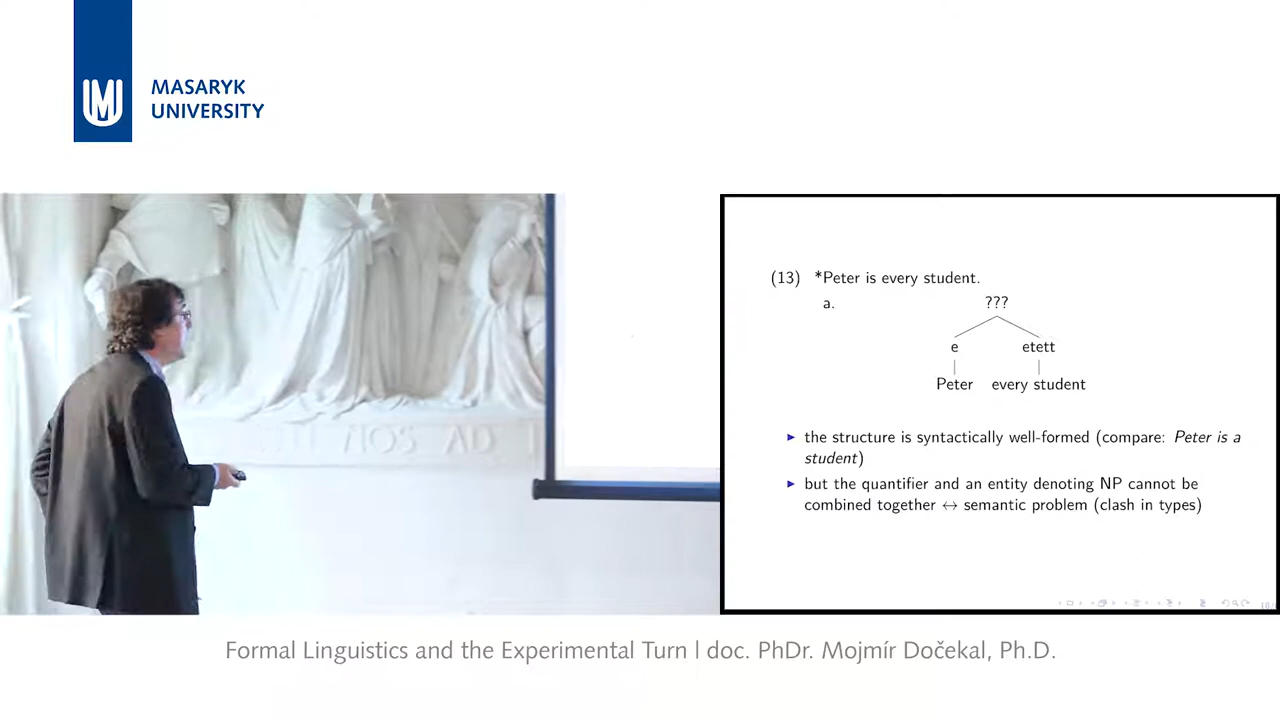 MASARYK
UNIVERSITY
NOS AD
(13) *Peter is every student.
a. ???
e etett
Peter every student
▶ the structure is syntactically well-formed (compare: Peter is a
student)
▶ but the quantifier and an entity denoting NP cannot be
combined together ↔ semantic problem (clash in types)
Formal Linguistics and the Experimental Turn | doc. PhDr. Mojmír Dočekal, Ph.D.